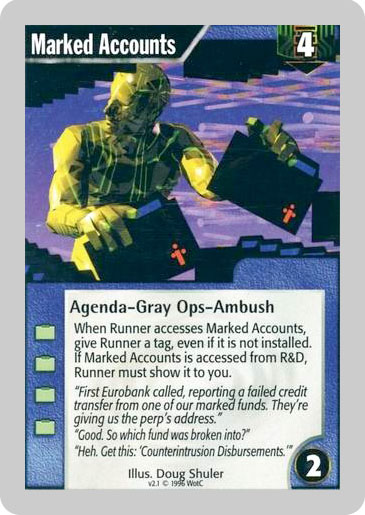 Marked Accounts
4
Agenda-Gray Ops-Ambush
When Runner accesses Marked Accounts,
give Runner a tag, even if it is not installed.
If Marked Accounts is accessed from R&D,
Runner must show it to you.
“First Eurobank called, reporting a failed credit
transfer from one of our marked funds. They’re
giving us the perp’s address.”
“Good. So which fund was broken into?”
“Heh. Get this: ‘Counterintrusion Disbursements.’”
Illus. Doug Shuler
v2.1 © 1996 WotC
2